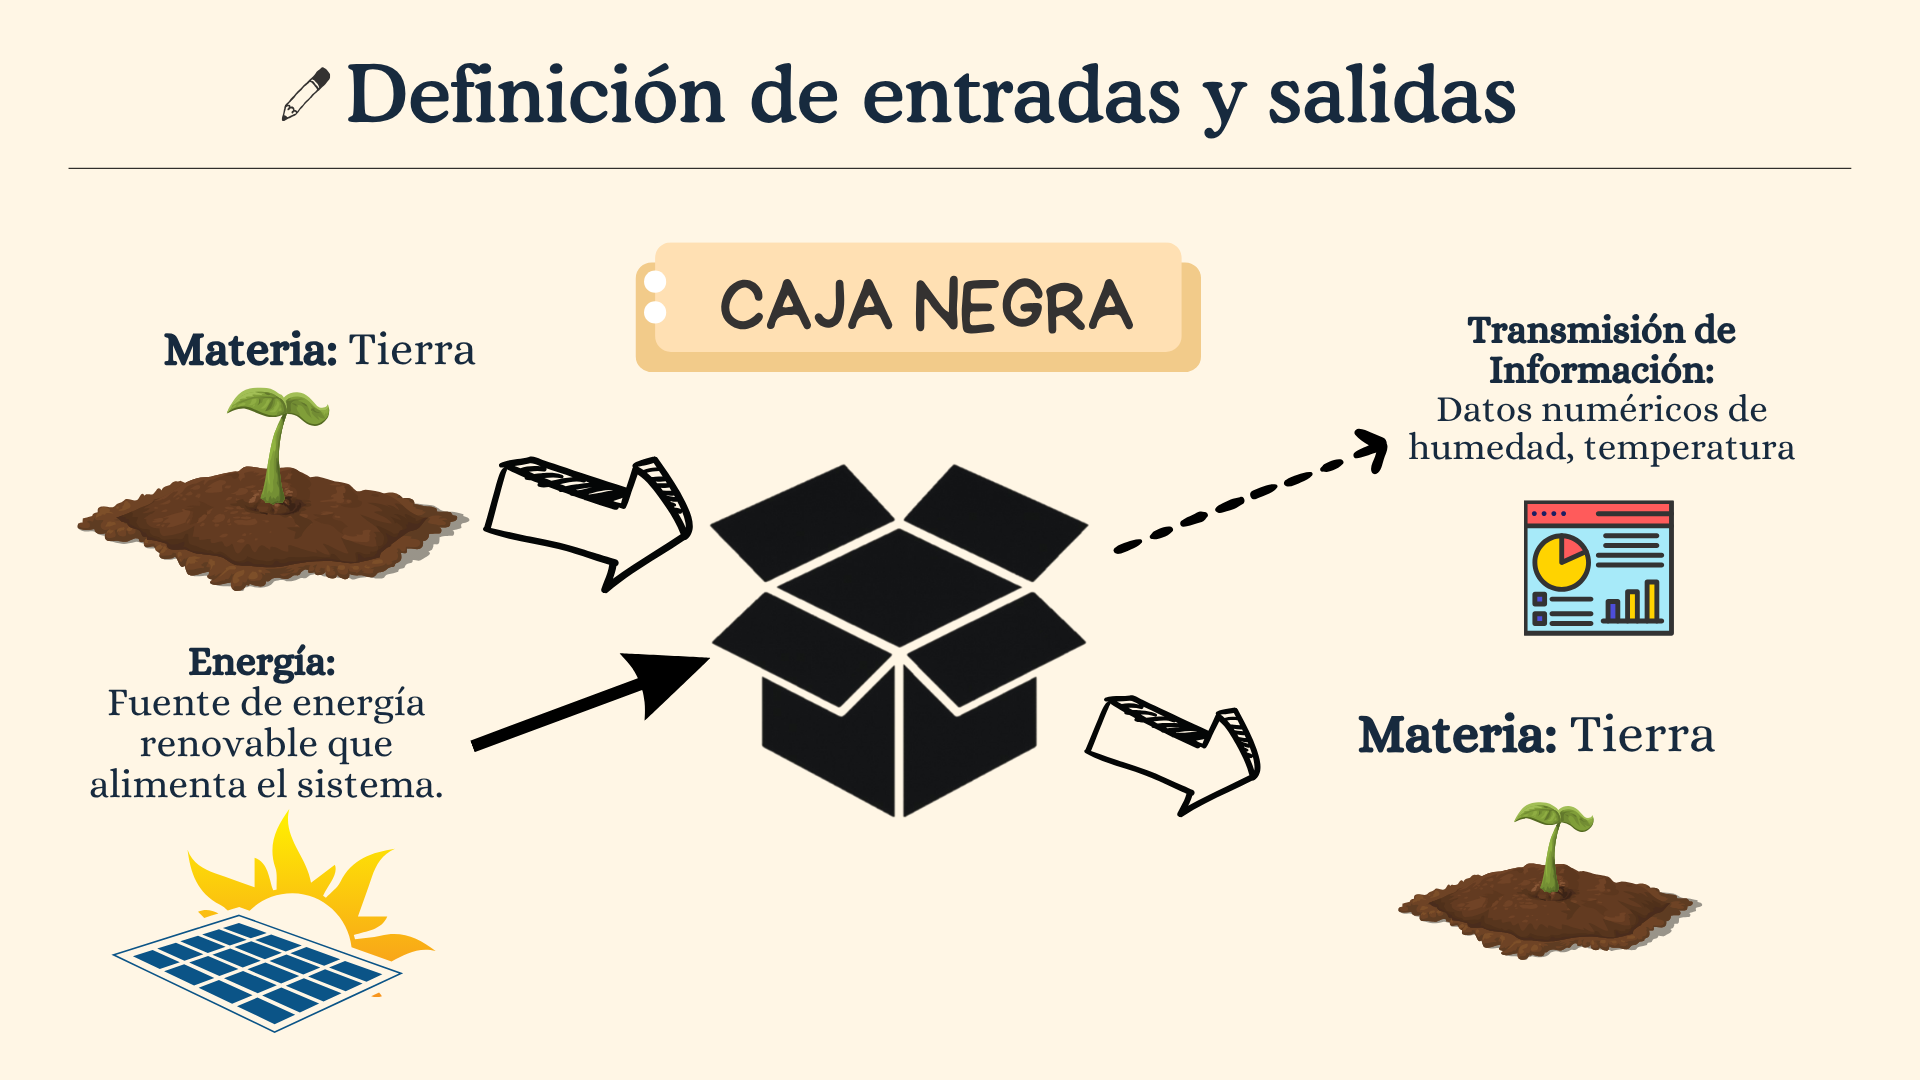 Definición de entradas y salidas
CAJA NEGRA
Materia: Tierra
Energía:
Fuente de energía
renovable que
alimenta el sistema.
Transmisión de
Información:
Datos numéricos de
humedad, temperatura
Materia: Tierra